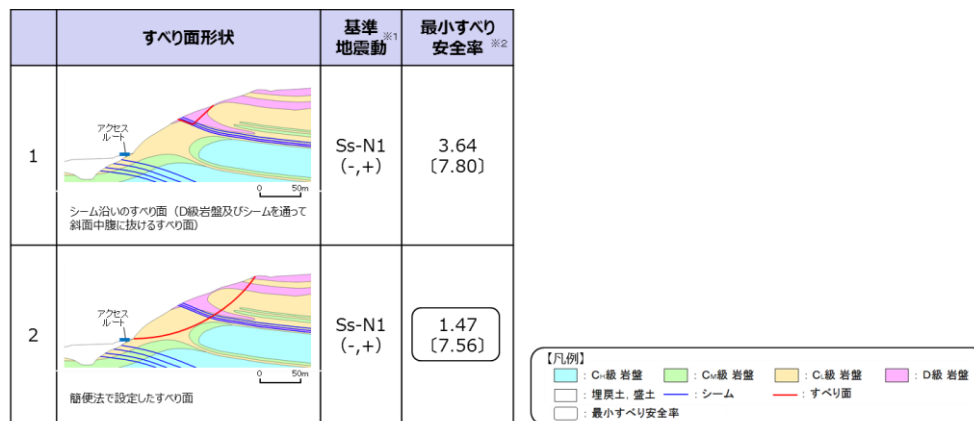 すべり面形状
基準
地震動 ※1
最小すべり
安全率 ※2
1
アクセス
ルート
0 50m
シーム沿いのすべり面（D級岩盤及びシームを通って
斜面中腹に抜けるすべり面）
Ss-N1
(-,+)
3.64
〔7.80〕
2
アクセス
ルート
0 50m
簡便法で設定したすべり面
Ss-N1
(-,+)
1.47
〔7.56〕
【凡例】
：CH級 岩盤 ：CM級 岩盤 ：CL級 岩盤 ：D級 岩盤
：埋戻土, 盛土 ：シーム ：すべり面
：最小すべり安全率